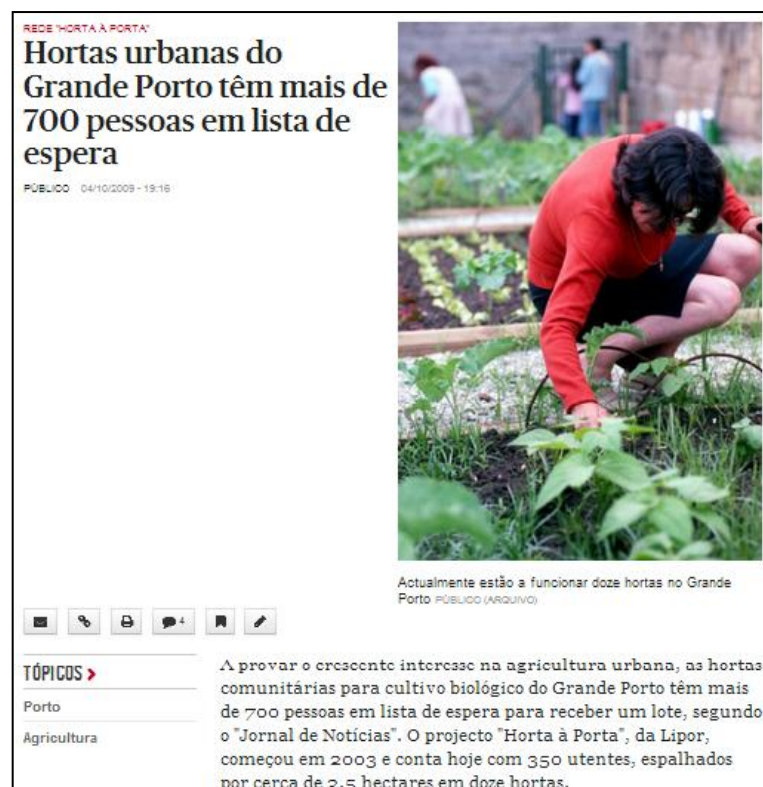 REDE "HORTA À PORTA"
Hortas urbanas do
Grande Porto têm mais de
700 pessoas em lista de
espera
PÚBLICO 04/10/2009 - 19:16
Actualmente estão a funcionar doze hortas no Grande
Porto PÚBLICO (ARQUIVO)
4
TÓPICOS >
Porto
Agricultura
A provar o crescente interesse na agricultura urbana, as hortas
comunitárias para cultivo biológico do Grande Porto têm mais
de 700 pessoas em lista de espera para receber um lote, segundo
o "Jornal de Notícias". O projecto "Horta à Porta", da Lipor,
começou em 2003 e conta hoje com 350 utentes, espalhados
por cerca de 2,5 hectares em doze hortas.